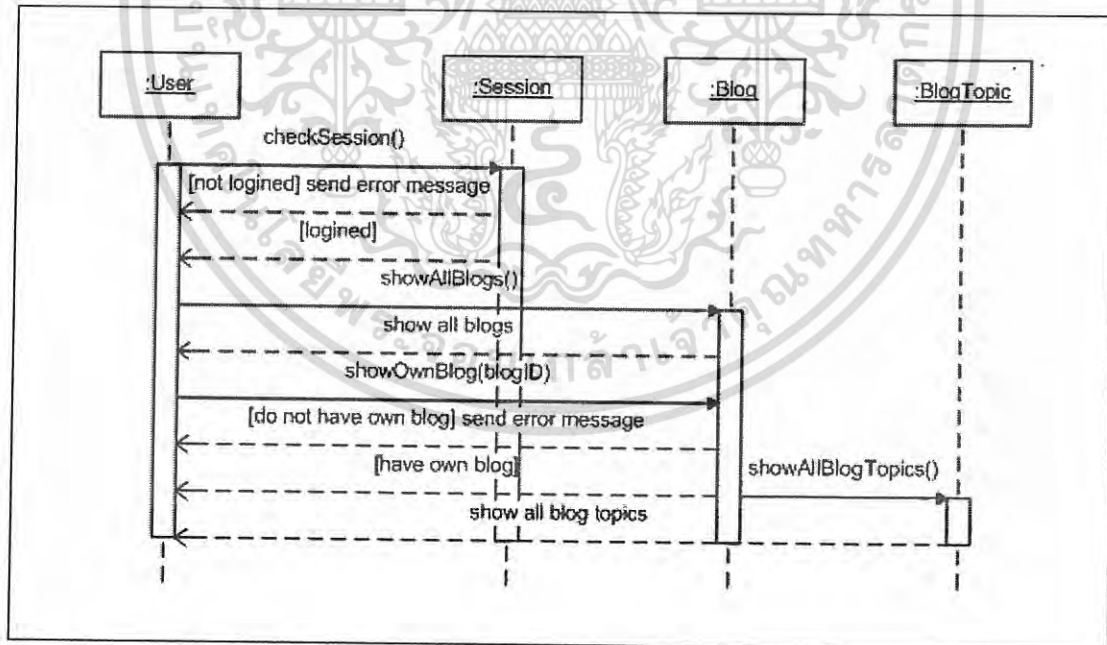 :User
:Session
:Blog
:BlogTopic
checkSession()
[not logined] send error message
[logined]
showAllBlogs()
show all blogs
showOwnBlog(blogID)
[do not have own blog] send error message
[have own blog]
showAllBlogTopics()
show all blog topics